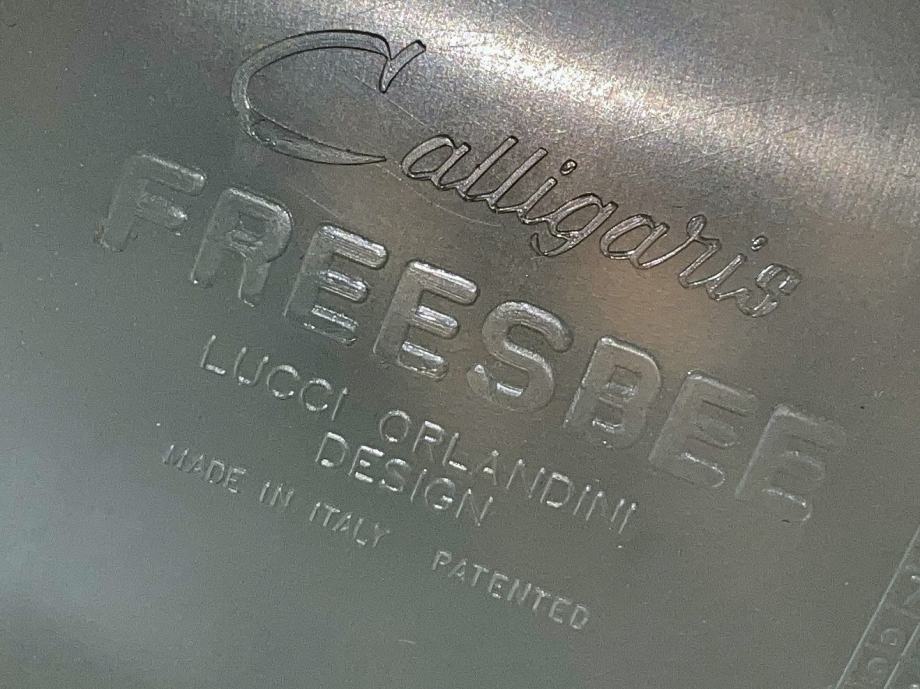 Calligaris
FREESBEE
LUCCI ORLANDINI
DESIGN
MADE IN ITALY PATENTED